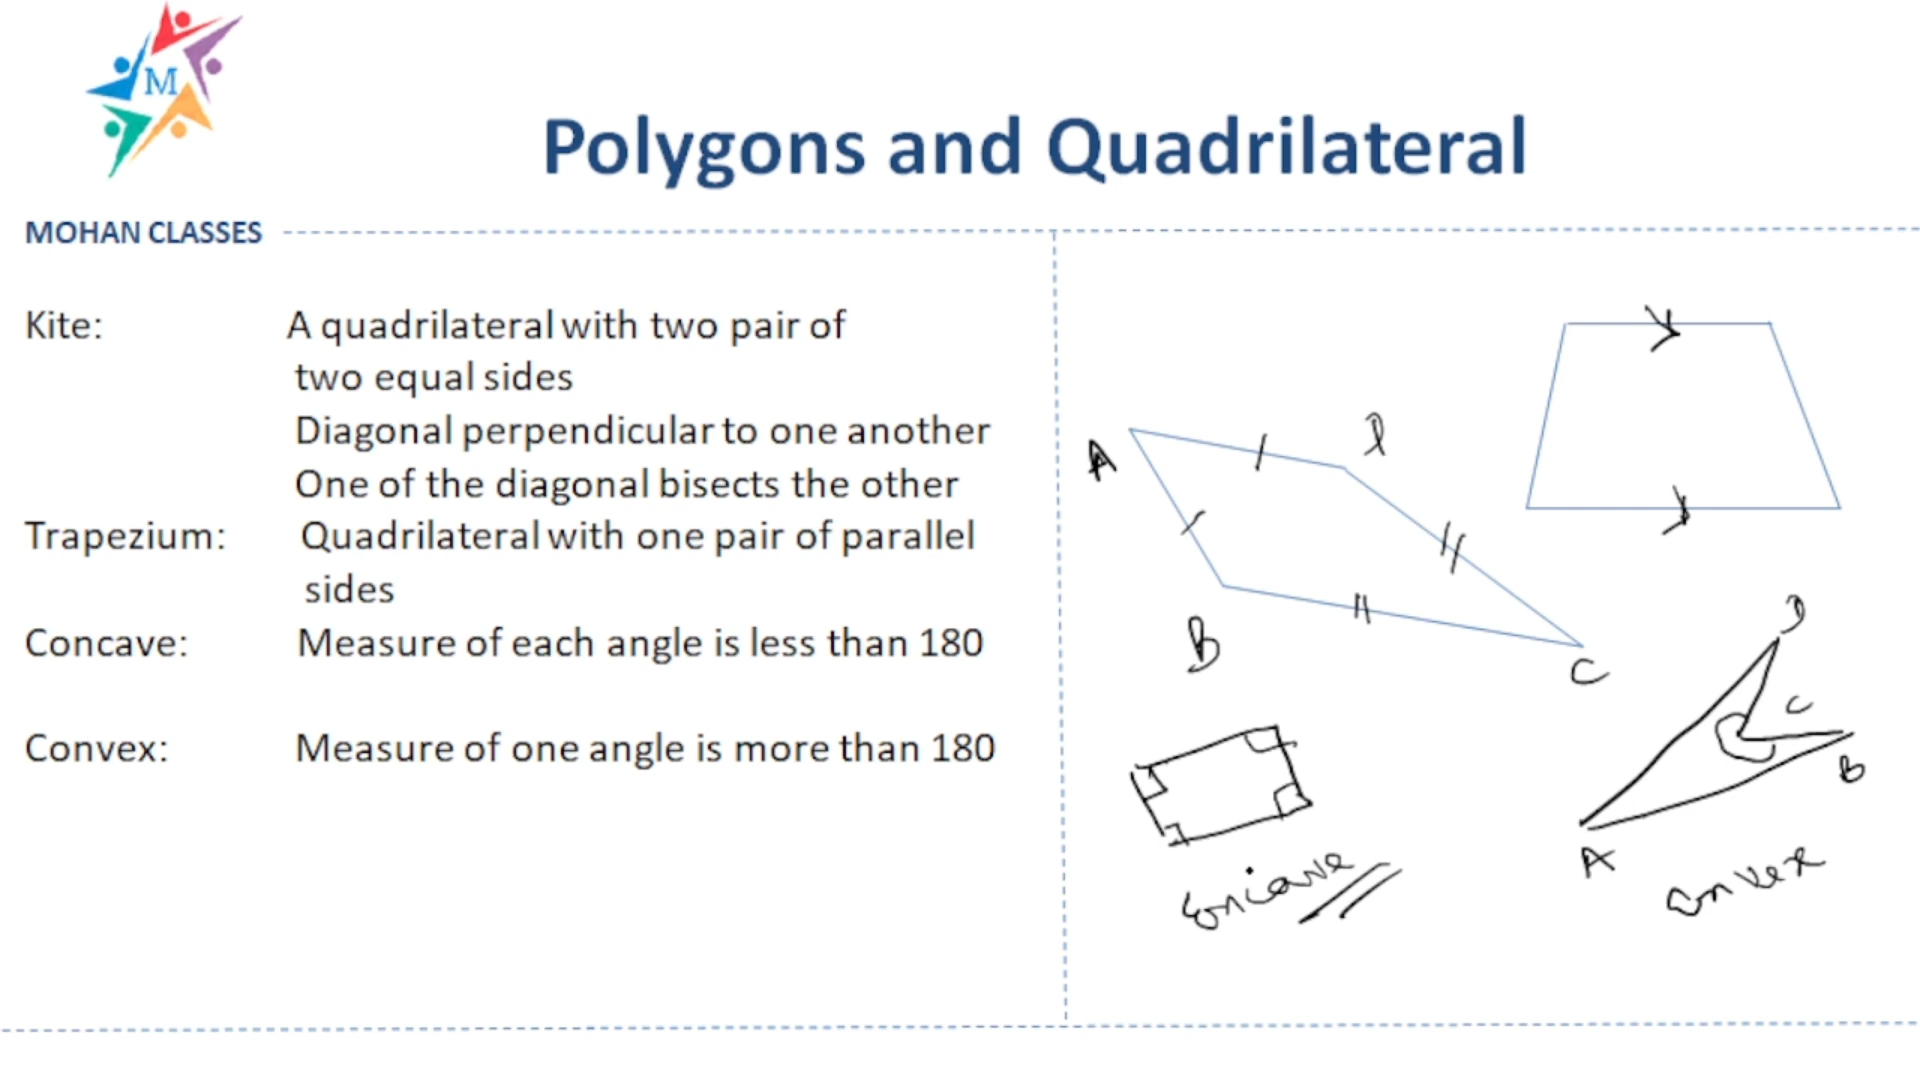 M
Polygons and Quadrilateral
MOHAN CLASSES
Kite: A quadrilateral with two pair of
two equal sides
Diagonal perpendicular to one another
One of the diagonal bisects the other
Trapezium: Quadrilateral with one pair of parallel
sides
Concave: Measure of each angle is less than 180
Convex: Measure of one angle is more than 180
A
B
C
D
C
B
A
Concave
Convex